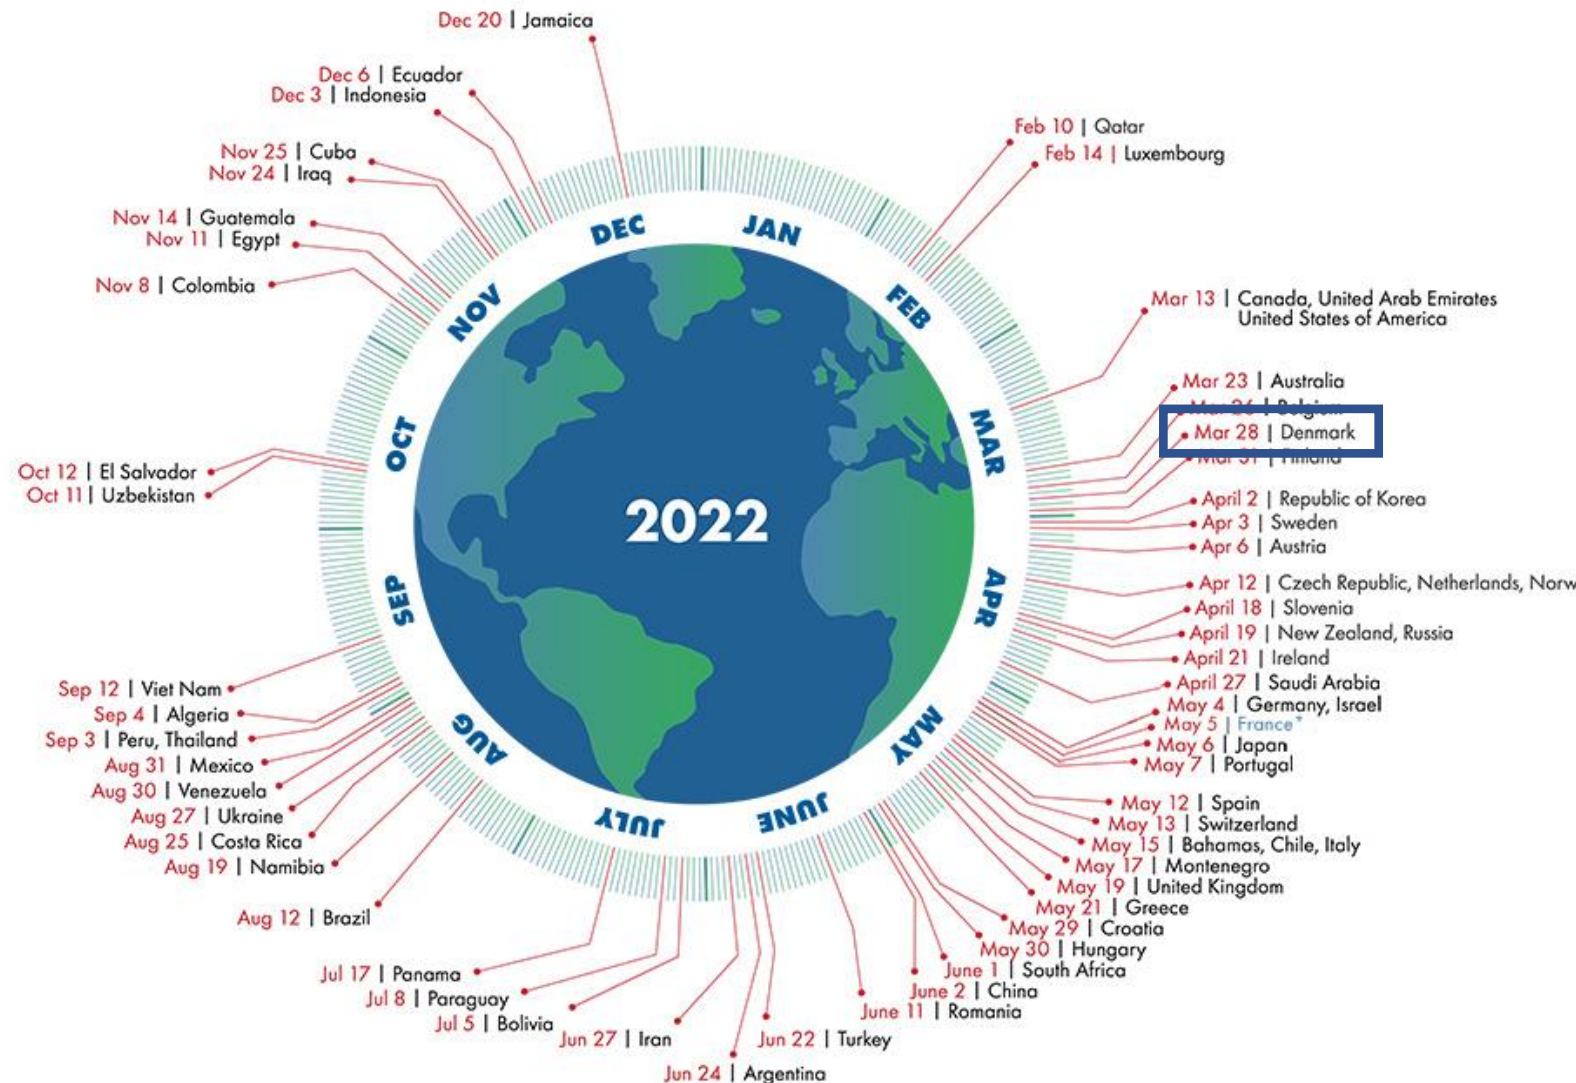 Dec 20 | Jamaica
Dec 6 | Ecuador
Dec 3 | Indonesia
Nov 25 | Cuba
Nov 24 | Iraq
Nov 14 | Guatemala
Nov 11 | Egypt
Nov 8 | Colombia
Oct 12 | El Salvador
Oct 11 | Uzbekistan
Sep 12 | Viet Nam
Sep 4 | Algeria
Sep 3 | Peru, Thailand
Aug 31 | Mexico
Aug 30 | Venezuela
Aug 27 | Ukraine
Aug 25 | Costa Rica
Aug 19 | Namibia
Aug 12 | Brazil
Jul 17 | Panama
Jul 8 | Paraguay
Jul 5 | Bolivia
Jun 27 | Iran
Jun 24 | Argentina
Jun 22 | Turkey
Feb 10 | Qatar
Feb 14 | Luxembourg
Mar 13 | Canada, United Arab Emirates
United States of America
Mar 23 | Australia
Mar 26 | Belgium
Mar 28 | Denmark
Mar 31 | Finland
April 2 | Republic of Korea
Apr 3 | Sweden
Apr 6 | Austria
Apr 12 | Czech Republic, Netherlands, Norw
April 18 | Slovenia
April 19 | New Zealand, Russia
April 21 | Ireland
April 27 | Saudi Arabia
May 4 | Germany, Israel
May 5 | France*
May 6 | Japan
May 7 | Portugal
May 12 | Spain
May 13 | Switzerland
May 15 | Bahamas, Chile, Italy
May 17 | Montenegro
May 19 | United Kingdom
May 21 | Greece
May 29 | Croatia
May 30 | Hungary
June 1 | South Africa
June 2 | China
June 11 | Romania
JAN
FEB
MAR
APR
MAY
JUNE
JULY
AUG
SEP
OCT
NOV
DEC
2022